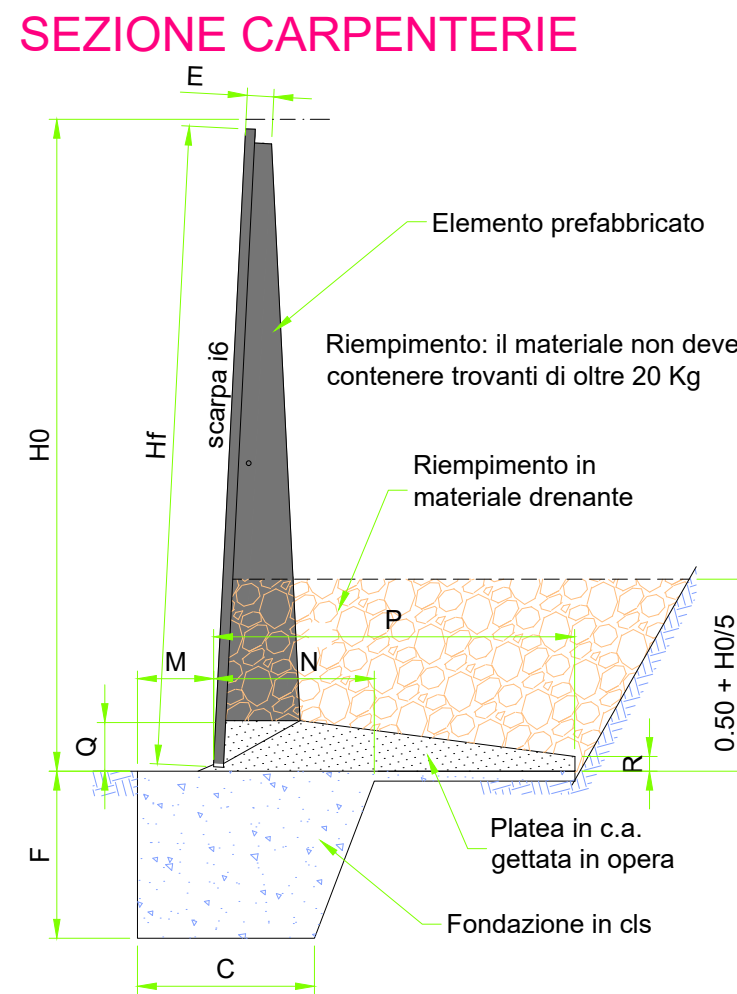 SEZIONE CARPENTERIE
E
Elemento prefabbricato
Riempimento: il materiale non deve
contenere trovanti di oltre 20 Kg
scarpa i6
Hf
H0
Riempimento in
materiale drenante
P
M
N
0.50 + H0/5
Q
R
Platea in c.a.
gettata in opera
F
Fondazione in cls
C